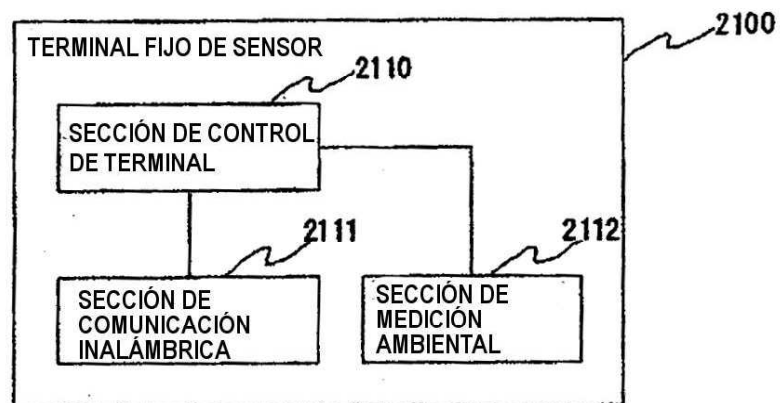 2100
TERMINAL FIJO DE SENSOR
2110
SECCIÓN DE CONTROL
DE TERMINAL
2111
2112
SECCIÓN DE
COMUNICACIÓN
INALÁMBRICA
SECCIÓN DE
MEDICIÓN
AMBIENTAL